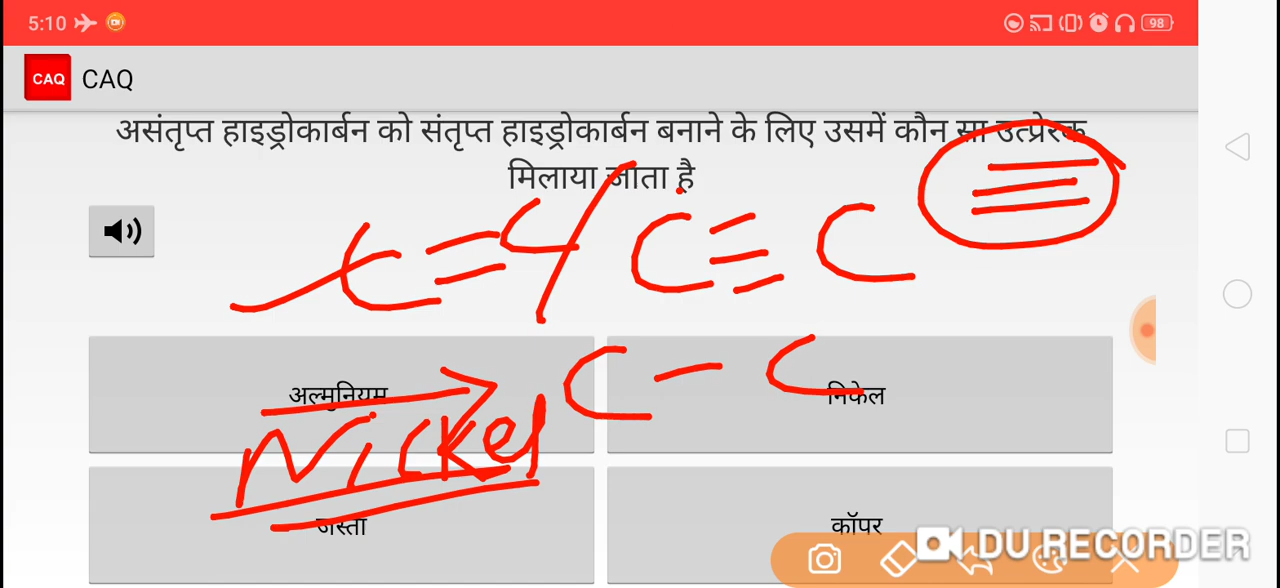 5:10
98
CAQ CAQ
असंतृप्त हाइड्रोकार्बन को संतृप्त हाइड्रोकार्बन बनाने के लिए उसमें कौन सा उत्प्रेरक
मिलाया जाता है
C ≡ C
C - C
अल्मुनियम
निकेल
Nickel
जस्ता
कॉपर
DU RECORDER